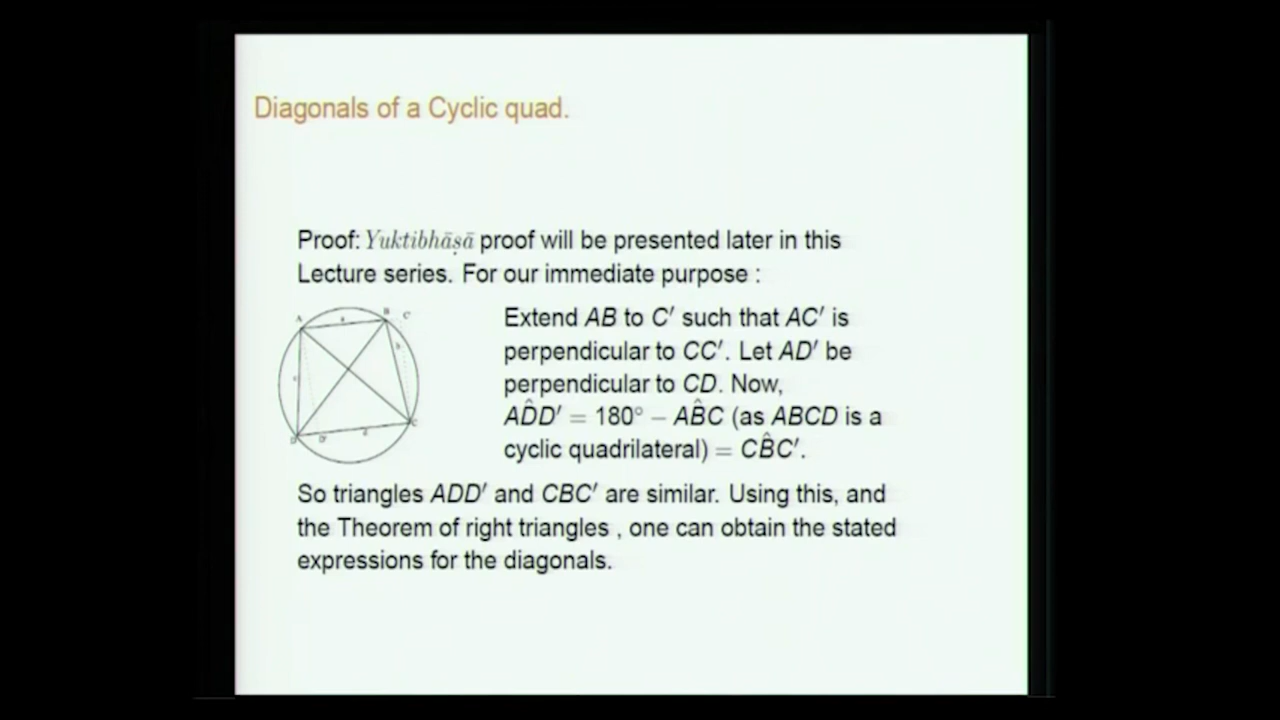 Diagonals of a Cyclic quad.
Proof: Yuktibhāṣā proof will be presented later in this
Lecture series. For our immediate purpose :
Extend AB to C′ such that AC′ is
perpendicular to CC′. Let AD′ be
perpendicular to CD. Now,
AD̂D′ = 180° − AB̂C (as ABCD is a
cyclic quadrilateral) = CB̂C′.
A
a
B
C′
b
C
D
D′
So triangles ADD′ and CBC′ are similar. Using this, and
the Theorem of right triangles , one can obtain the stated
expressions for the diagonals.